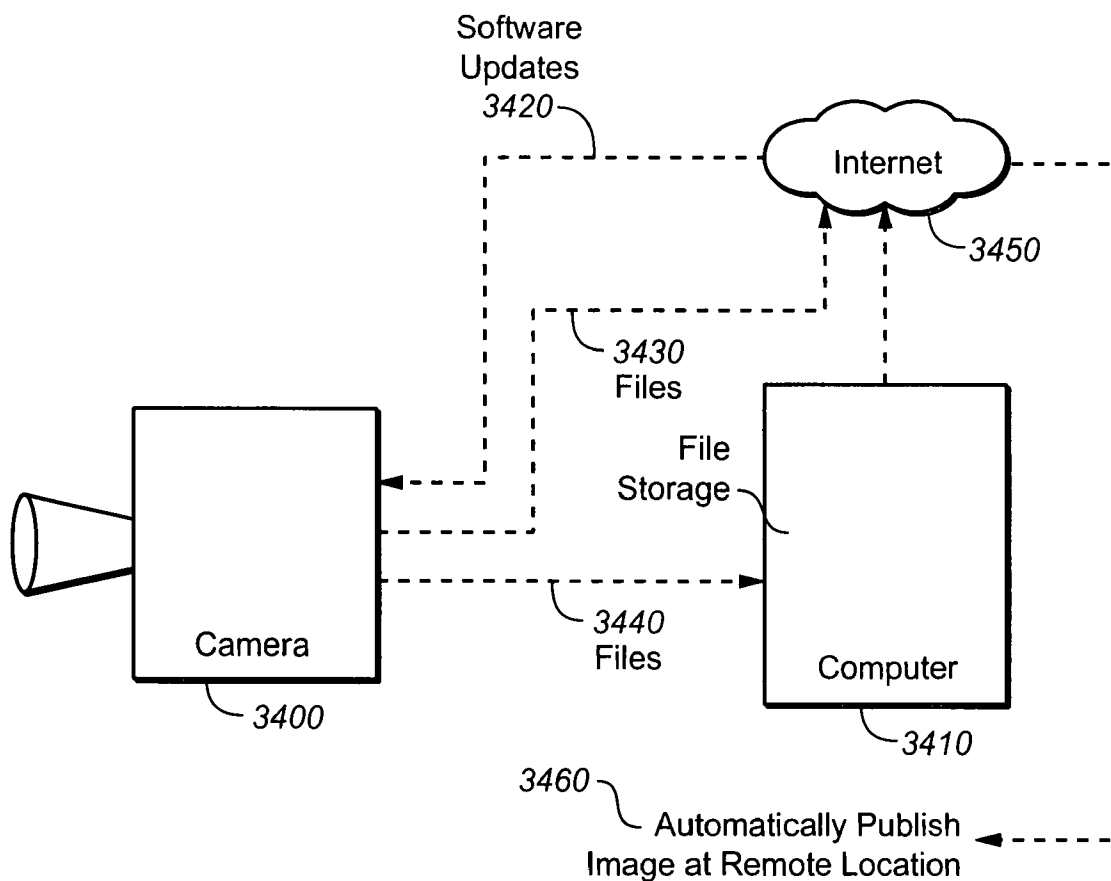 Software
Updates
3420
Internet
3450
3430
Files
File
Storage
3440
Files
Camera
3400
Computer
3410
3460
Automatically Publish
Image at Remote Location